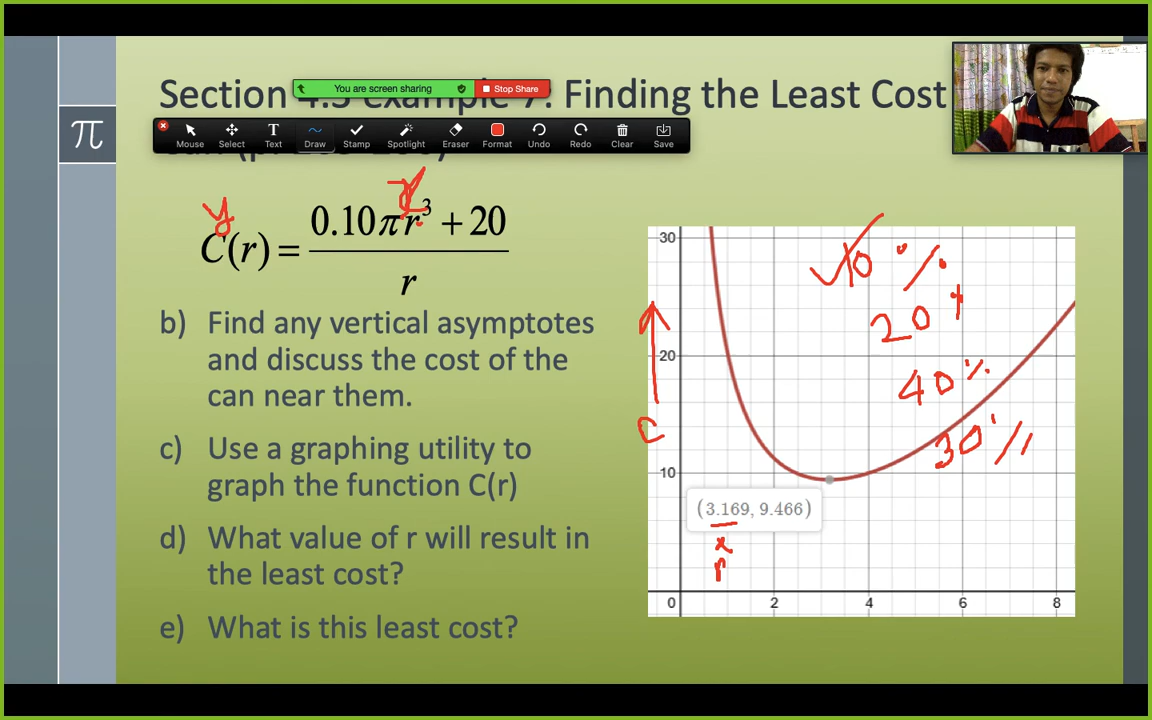 Section 4.5 example 7: Finding the Least Cost
You are screen sharing
Stop Share
Mouse Select Text Draw Stamp Spotlight Eraser Format Undo Redo Clear Save
π
y
x
C(r) = 0.10πr³ + 20
r
b) Find any vertical asymptotes
and discuss the cost of the
can near them.
c) Use a graphing utility to
graph the function C(r)
d) What value of r will result in
the least cost?
e) What is this least cost?
30
10 %
20 +
20
40 %
C
30 %
10
(3.169, 9.466)
x
r
0 2 4 6 8